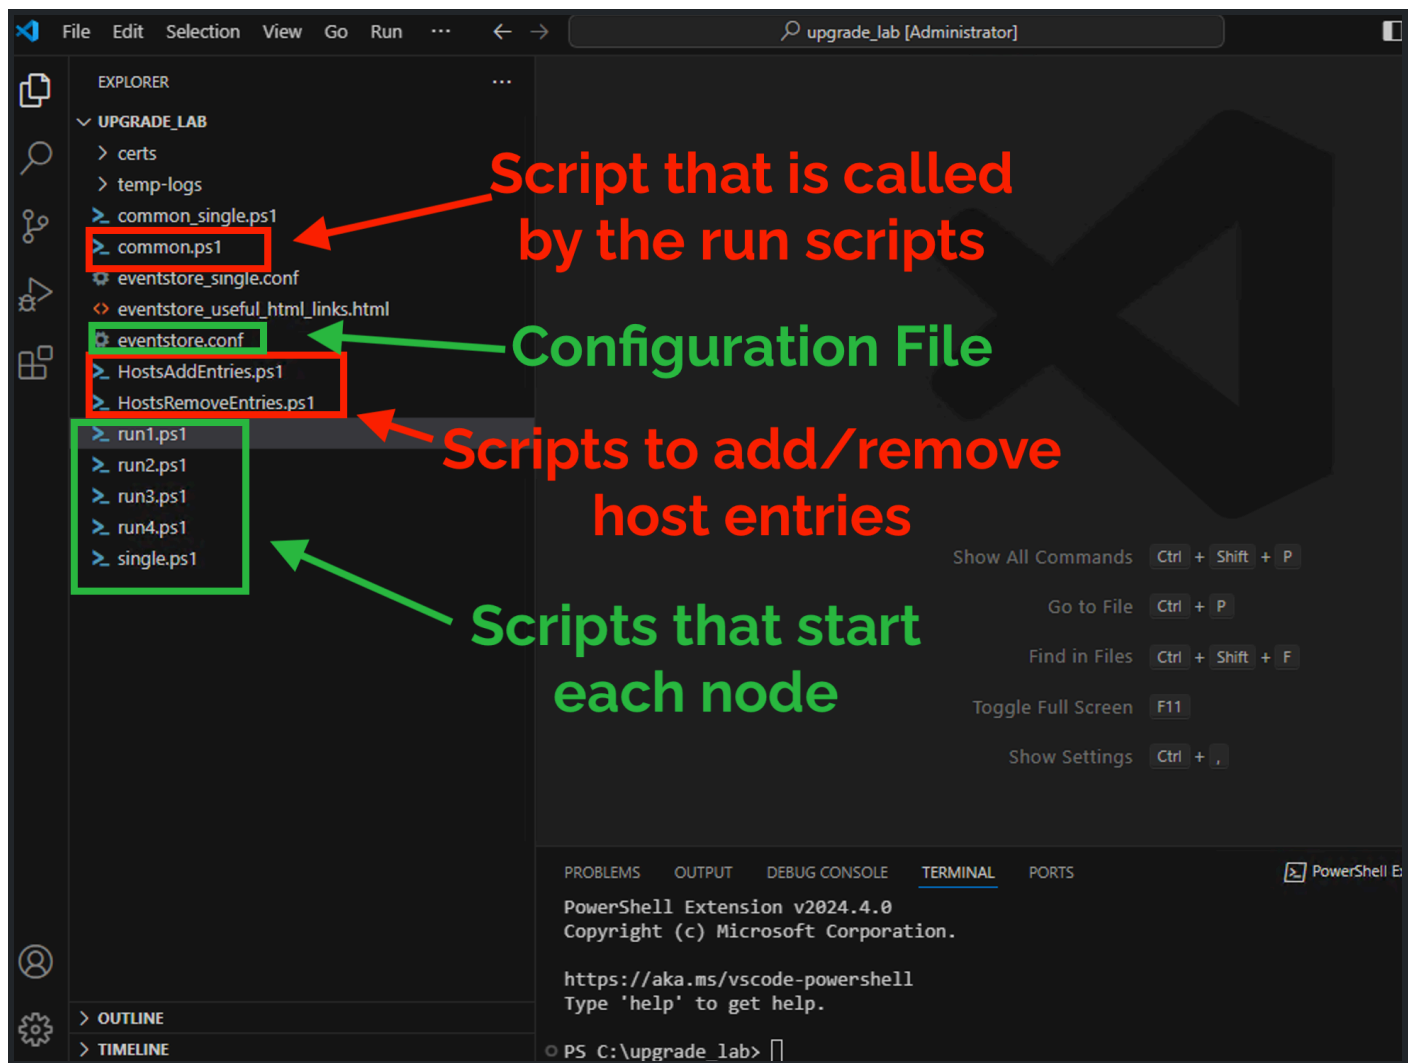 File Edit Selection View Go Run ··· ← → upgrade_lab [Administrator]
EXPLORER ···
UPGRADE_LAB
certs
temp-logs
common_single.ps1
common.ps1
eventstore_single.conf
eventstore_useful_html_links.html
eventstore.conf
HostsAddEntries.ps1
HostsRemoveEntries.ps1
run1.ps1
run2.ps1
run3.ps1
run4.ps1
single.ps1
OUTLINE
TIMELINE
Script that is called
by the run scripts
Configuration File
Scripts to add/remove
host entries
Scripts that start
each node
Show All Commands Ctrl + Shift + P
Go to File Ctrl + P
Find in Files Ctrl + Shift + F
Toggle Full Screen F11
Show Settings Ctrl + ,
PROBLEMS OUTPUT DEBUG CONSOLE TERMINAL PORTS PowerShell Ex
PowerShell Extension v2024.4.0
Copyright (c) Microsoft Corporation.
https://aka.ms/vscode-powershell
Type 'help' to get help.
PS C:\upgrade_lab>